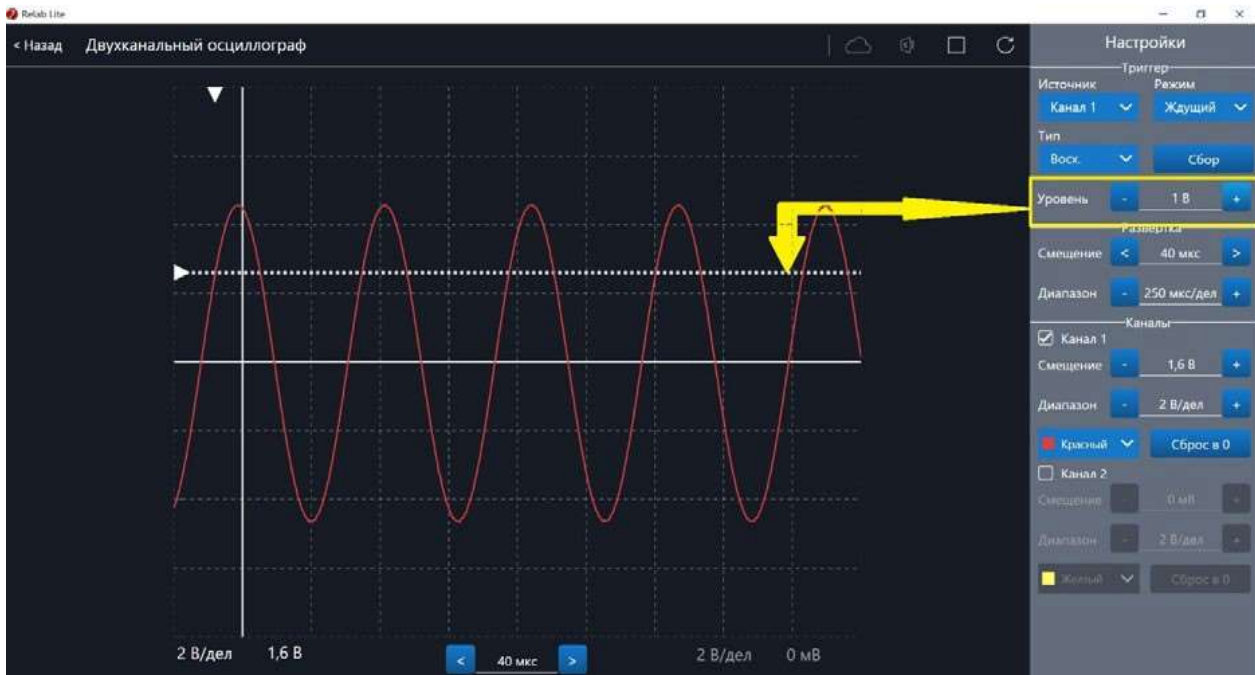 Relab Lite
< Назад Двухканальный осциллограф
Настройки
Триггер
Источник Режим
Канал 1 Ждущий
Тип
Восх. Сбор
Уровень - 1 В +
Развертка
Смещение < 40 мкс >
Диапазон - 250 мкс/дел +
Каналы
Канал 1
Смещение - 1,6 В +
Диапазон - 2 В/дел +
Красный Сброс в 0
Канал 2
Смещение - 0 мВ +
Диапазон - 2 В/дел +
Желтый Сброс в 0
2 В/дел 1,6 В < 40 мкс > 2 В/дел 0 мВ